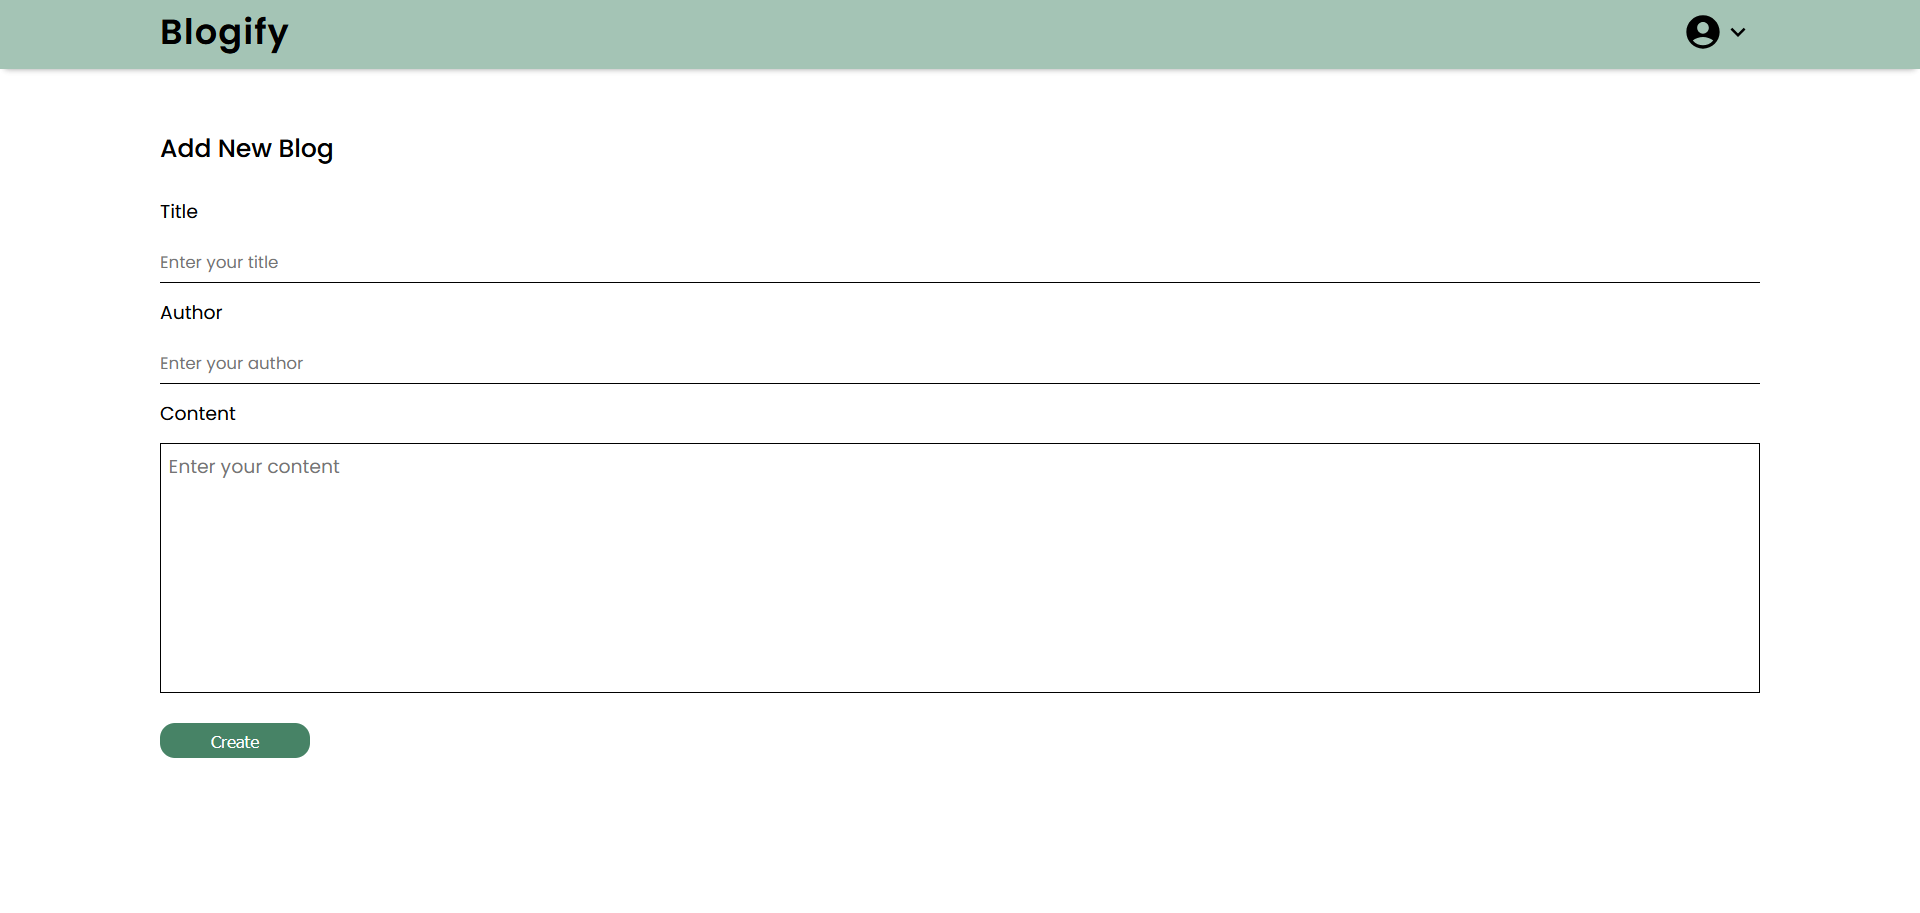 Blogify
Add New Blog
Title
Enter your title
Author
Enter your author
Content
Enter your content
Create